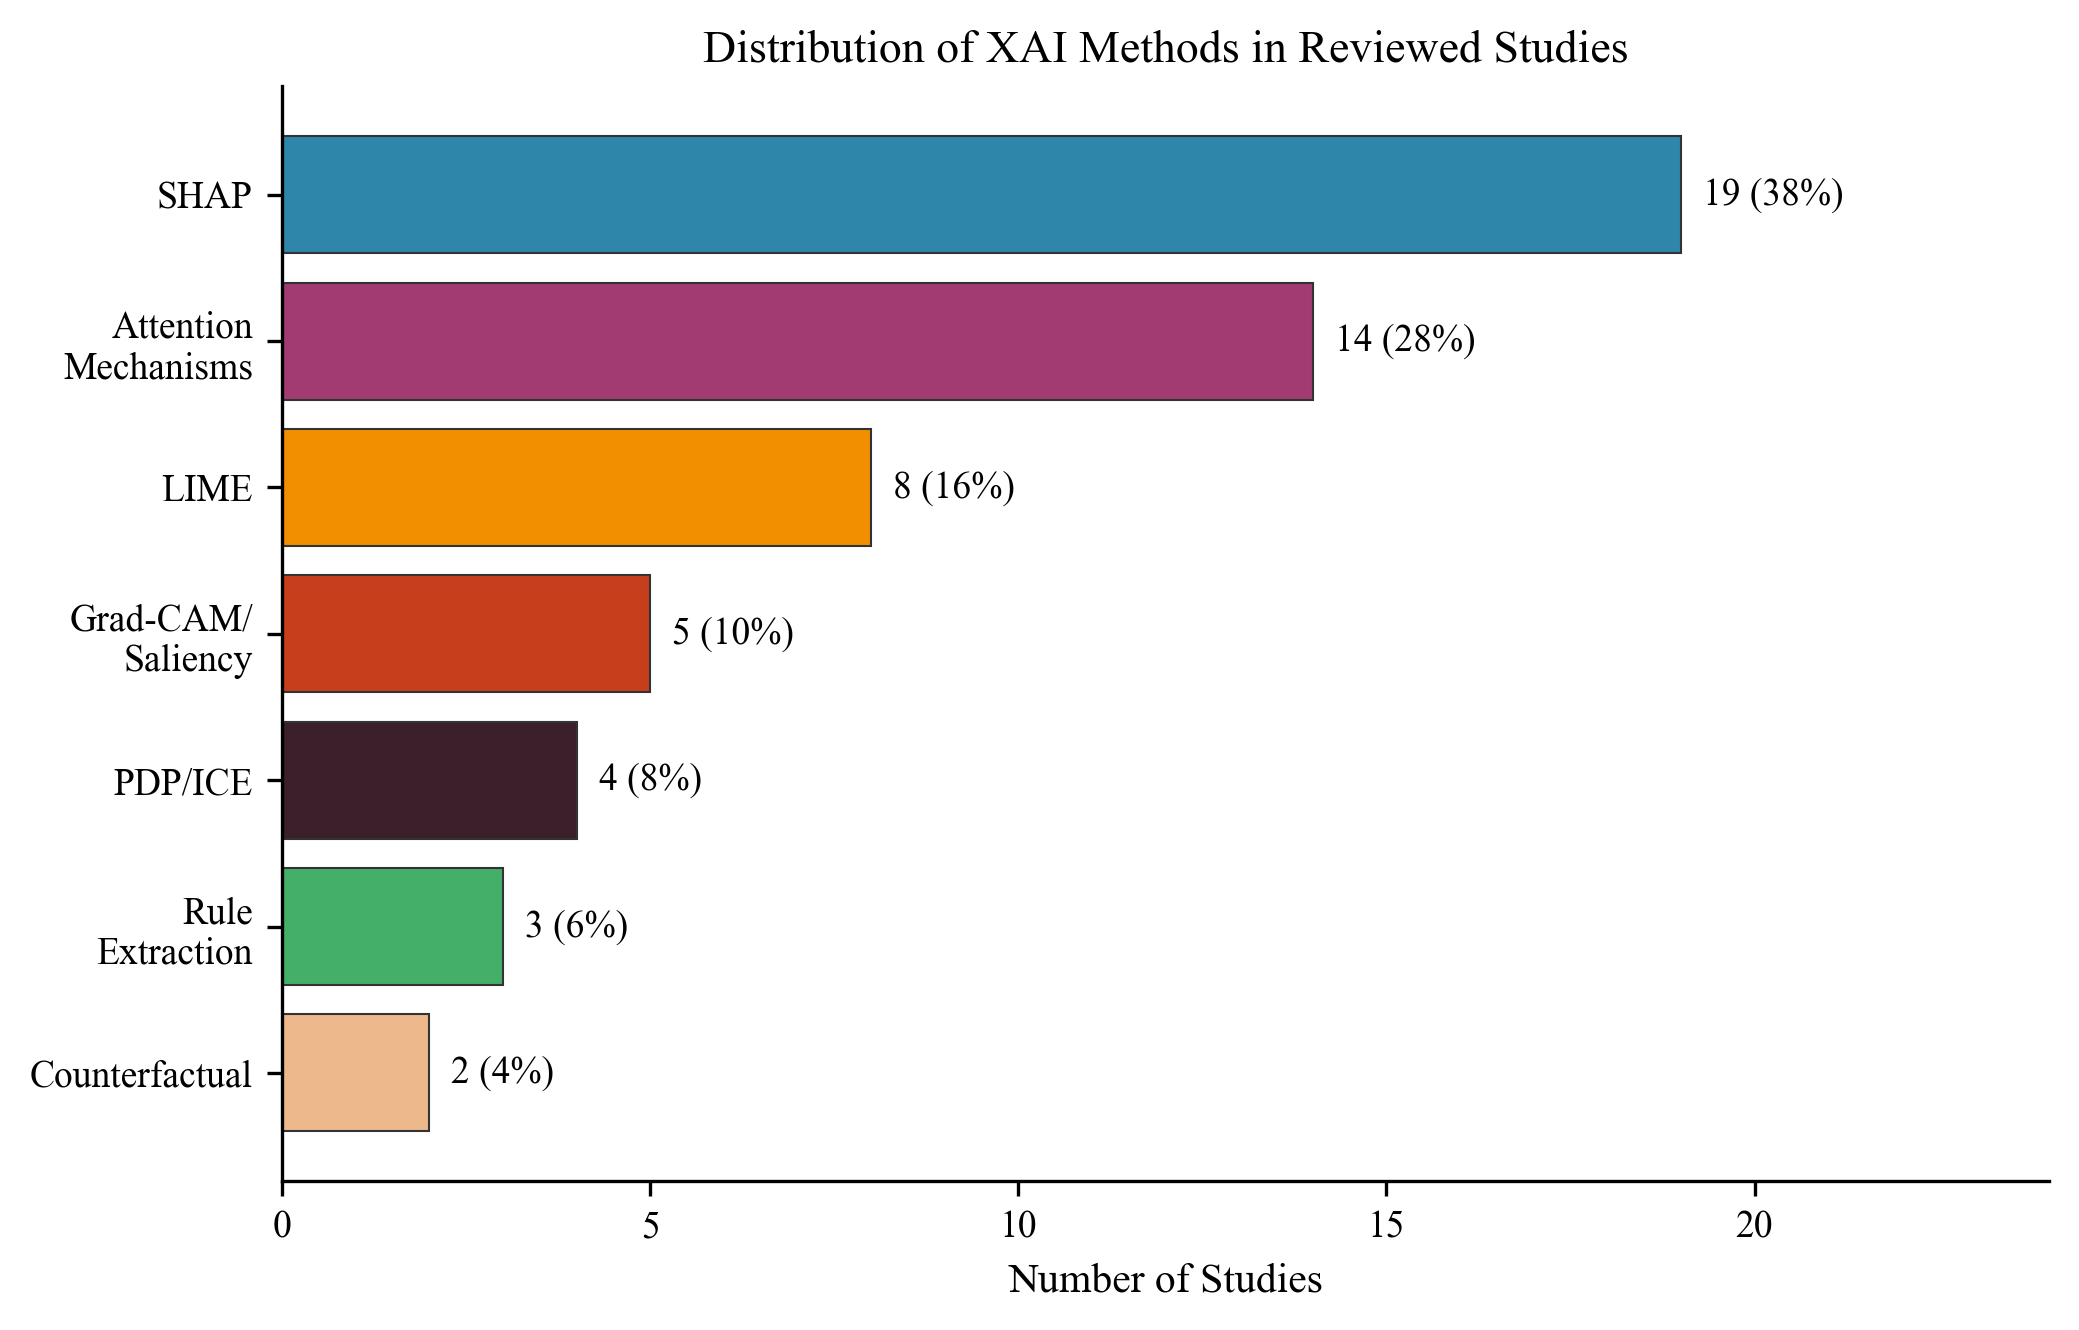 Distribution of XAI Methods in Reviewed Studies
SHAP
19 (38%)
Attention
Mechanisms
14 (28%)
LIME
8 (16%)
Grad-CAM/
Saliency
5 (10%)
PDP/ICE
4 (8%)
Rule
Extraction
3 (6%)
Counterfactual
2 (4%)
0 5 10 15 20
Number of Studies